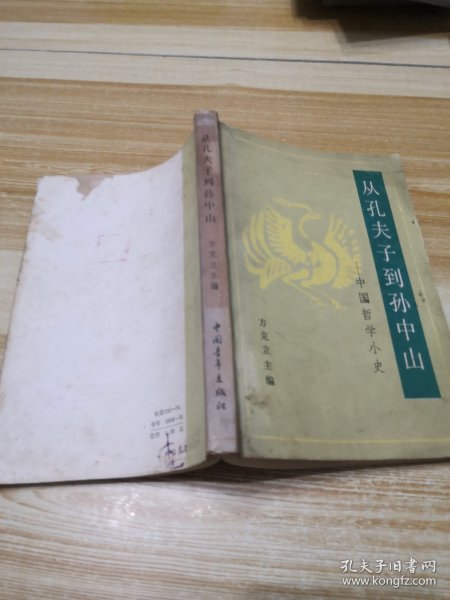 从孔夫子到孙中山
——中国哲学小史
方克立主编
从孔夫子到孙中山
方克立主编
中国青年出版社
孔夫子旧书网
www.kongfz.com